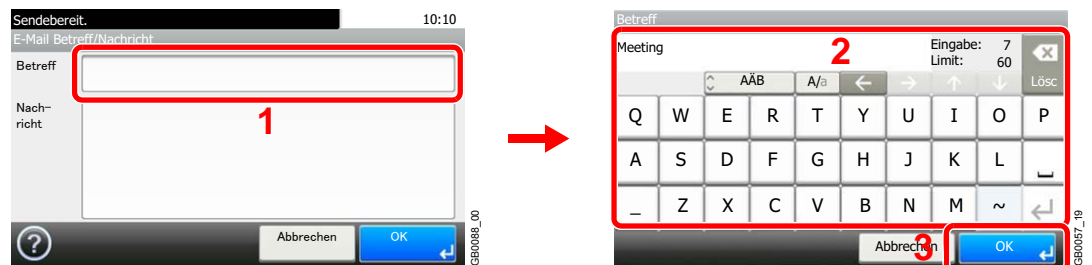 Sendebereit. 10:10
E-Mail Betreff/Nachricht
Betreff
Nach-
richt
1
?
Abbrechen OK
GB0088_00
Betreff
Meeting 2 Eingabe: 7
Limit: 60
AÄB A/a ← → ↑ ↓ Lösc
Q W E R T Y U I O P
A S D F G H J K L
_ Z X C V B N M ~
Abbrechen 3 OK
GB0057_19